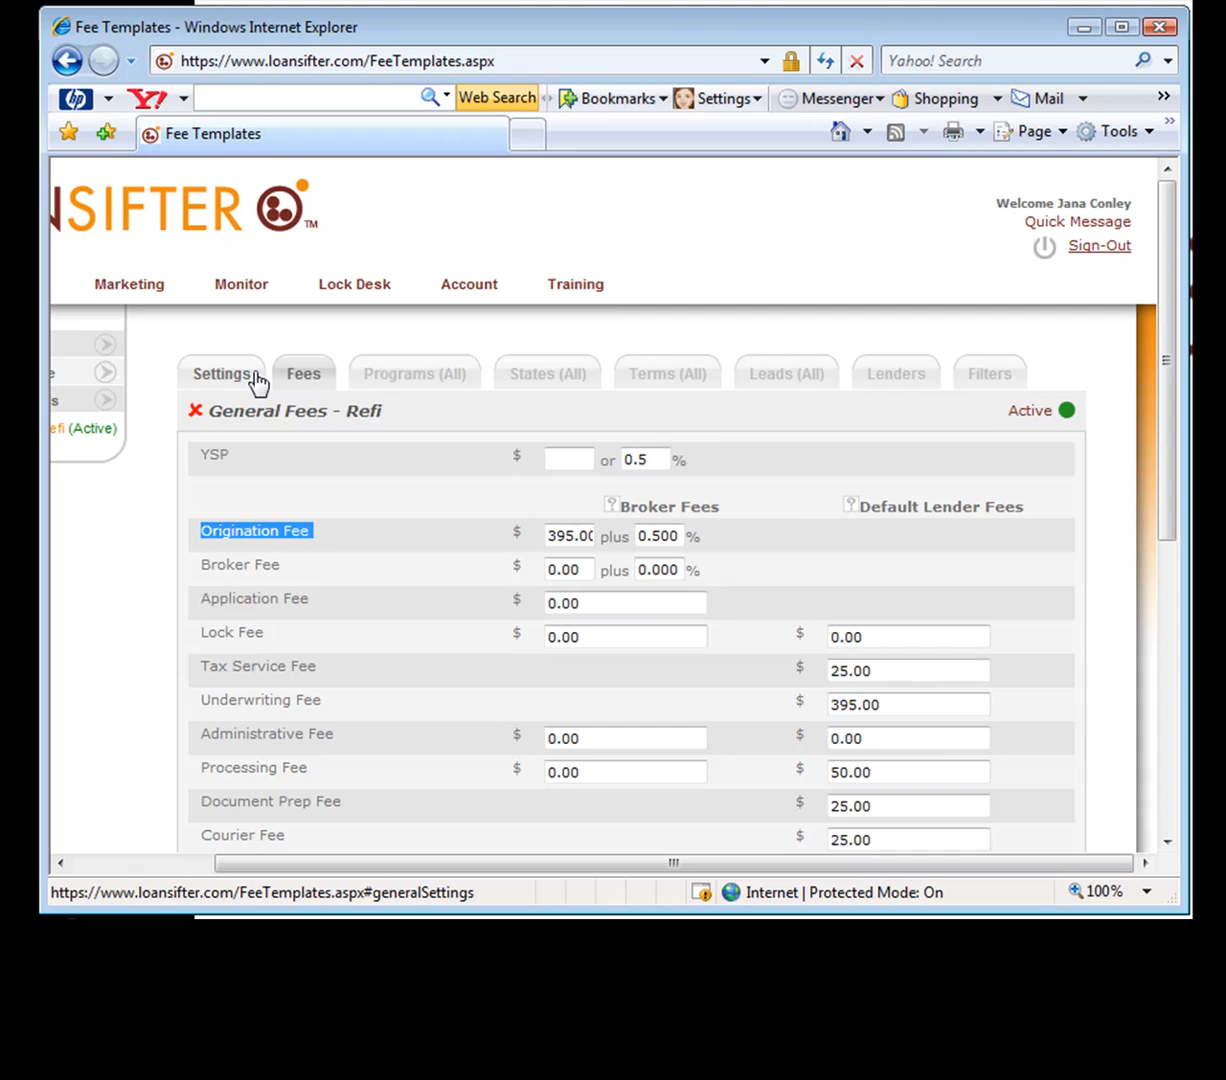 Fee Templates - Windows Internet Explorer
https://www.loansifter.com/FeeTemplates.aspx
Yahoo! Search
hp Y! Web Search Bookmarks Settings Messenger Shopping Mail
Fee Templates
Page Tools
SIFTER TM
Welcome Jana Conley
Quick Message
Sign-Out
Marketing Monitor Lock Desk Account Training
Settings Fees Programs (All) States (All) Terms (All) Leads (All) Lenders Filters
e
s
General Fees - Refi Active
efi (Active)
YSP $ or 0.5 %
? Broker Fees ? Default Lender Fees
Origination Fee $ 395.00 plus 0.500 %
Broker Fee $ 0.00 plus 0.000 %
Application Fee $ 0.00
Lock Fee $ 0.00 $ 0.00
Tax Service Fee $ 25.00
Underwriting Fee $ 395.00
Administrative Fee $ 0.00 $ 0.00
Processing Fee $ 0.00 $ 50.00
Document Prep Fee $ 25.00
Courier Fee $ 25.00
https://www.loansifter.com/FeeTemplates.aspx#generalSettings
Internet | Protected Mode: On
100%